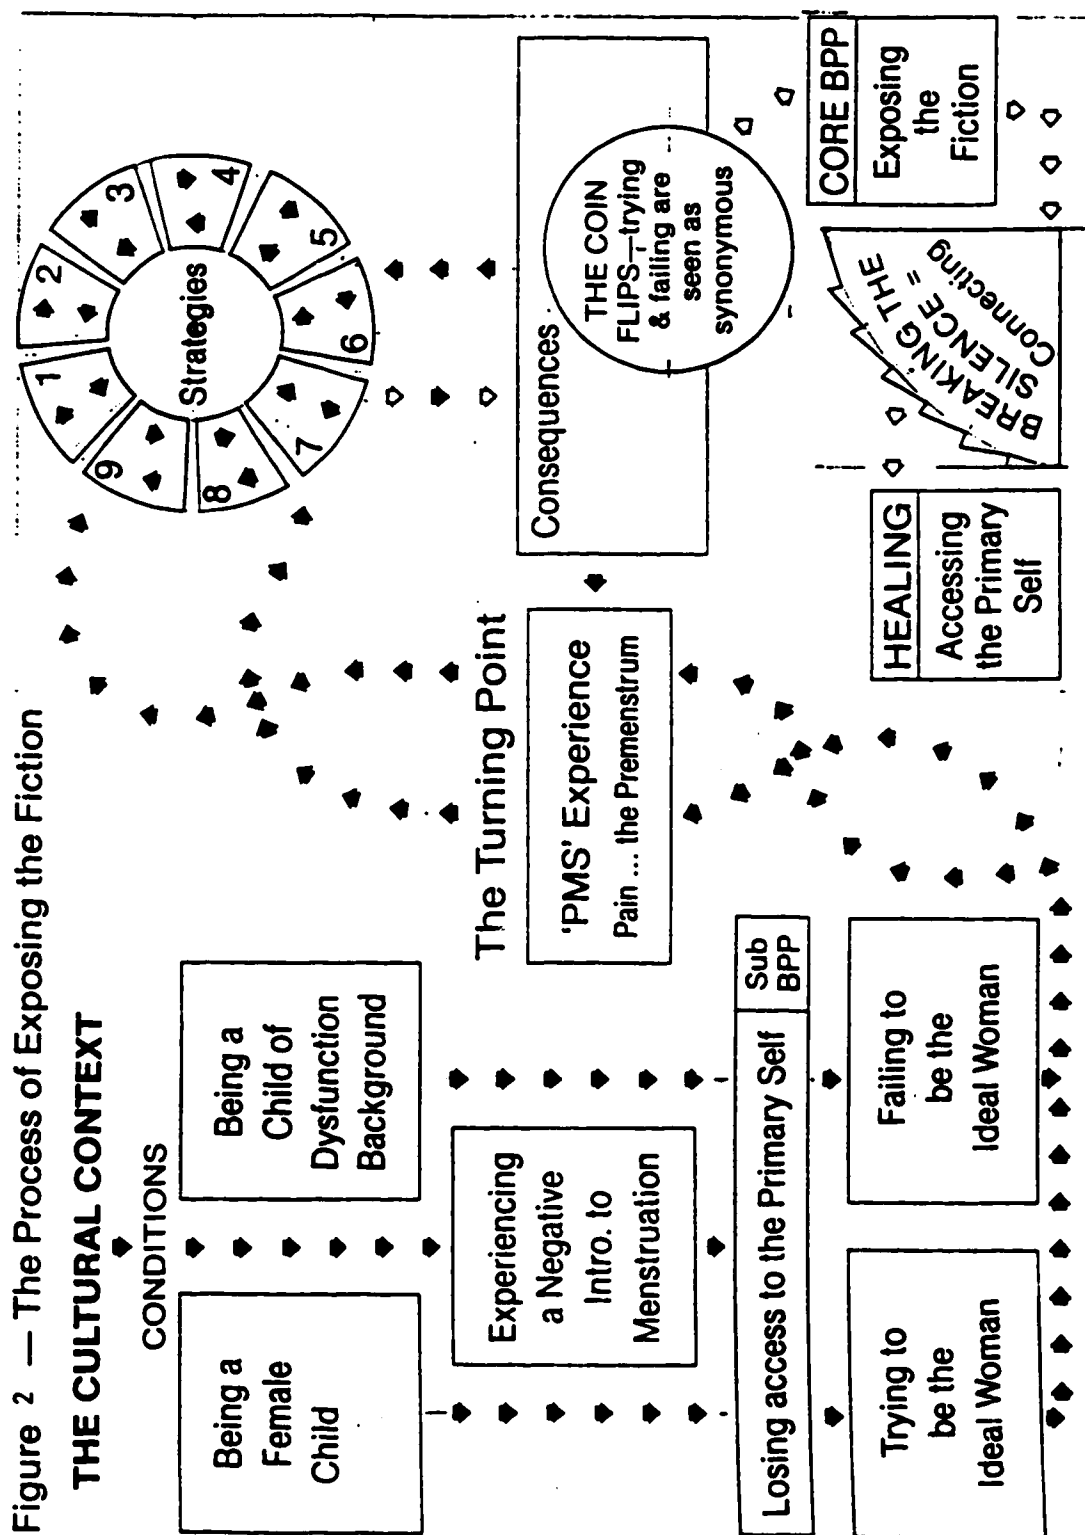 Figure 2 — The Process of Exposing the Fiction
THE CULTURAL CONTEXT
CONDITIONS
Being a
Female
Child
Being a
Child of
Dysfunction
Background
Experiencing
a Negative
Intro. to
Menstruation
Losing access to the Primary Self
Sub
BPP
Trying to
be the
Ideal Woman
Failing to
be the
Ideal Woman
The Turning Point
'PMS' Experience
Pain ... the Premenstrum
Strategies
1
2
3
4
5
6
7
8
9
Consequences
THE COIN
FLIPS—trying
& failing are
seen as
synonymous
CORE BPP
Exposing
the
Fiction
BREAKING THE
SILENCE =
Connecting
HEALING
Accessing
the Primary
Self